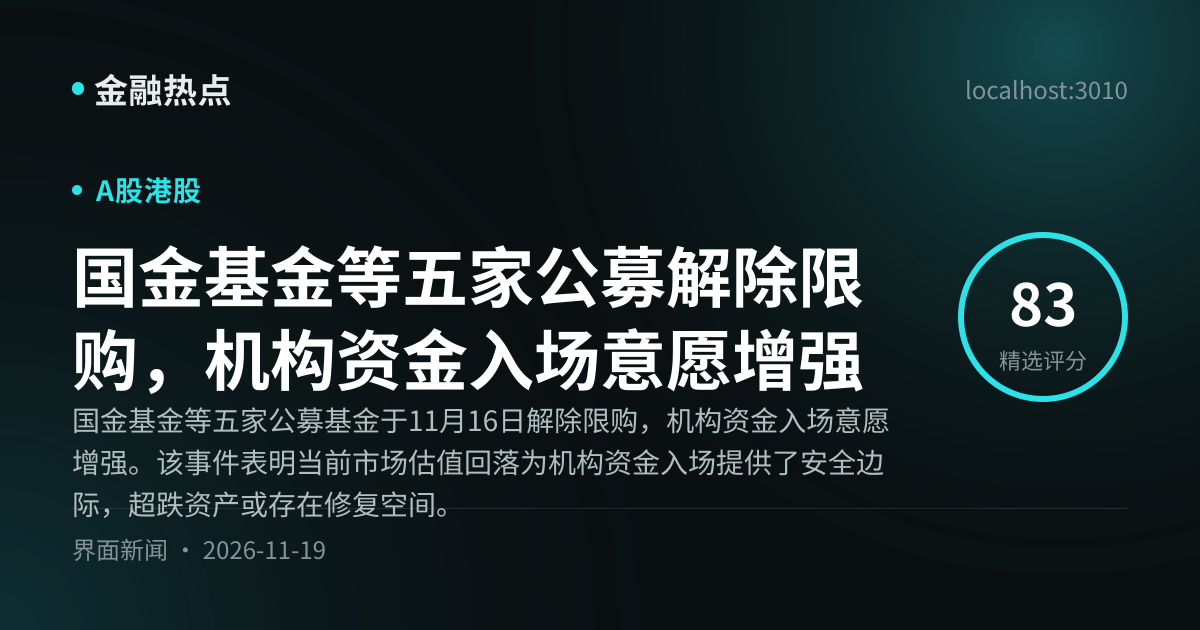 金融热点
localhost:3010
A股港股
国金基金等五家公募解除限
购，机构资金入场意愿增强
83
精选评分
国金基金等五家公募基金于11月16日解除限购，机构资金入场意愿
增强。该事件表明当前市场估值回落为机构资金入场提供了安全边
际，超跌资产或存在修复空间。
界面新闻 · 2026-11-19